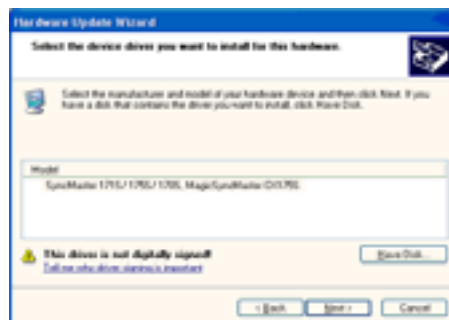 Hardware Update Wizard
Select the device driver you want to install for this hardware.
Select the manufacturer and model of your hardware device and then click Next. If you
have a disk that contains the driver you want to install, click Have Disk.
Model
SyncMaster 171S / 175S / 170S, MagicSyncMaster
This driver is not digitally signed!
Tell me why driver signing is important
Have Disk...
< Back
Next >
Cancel